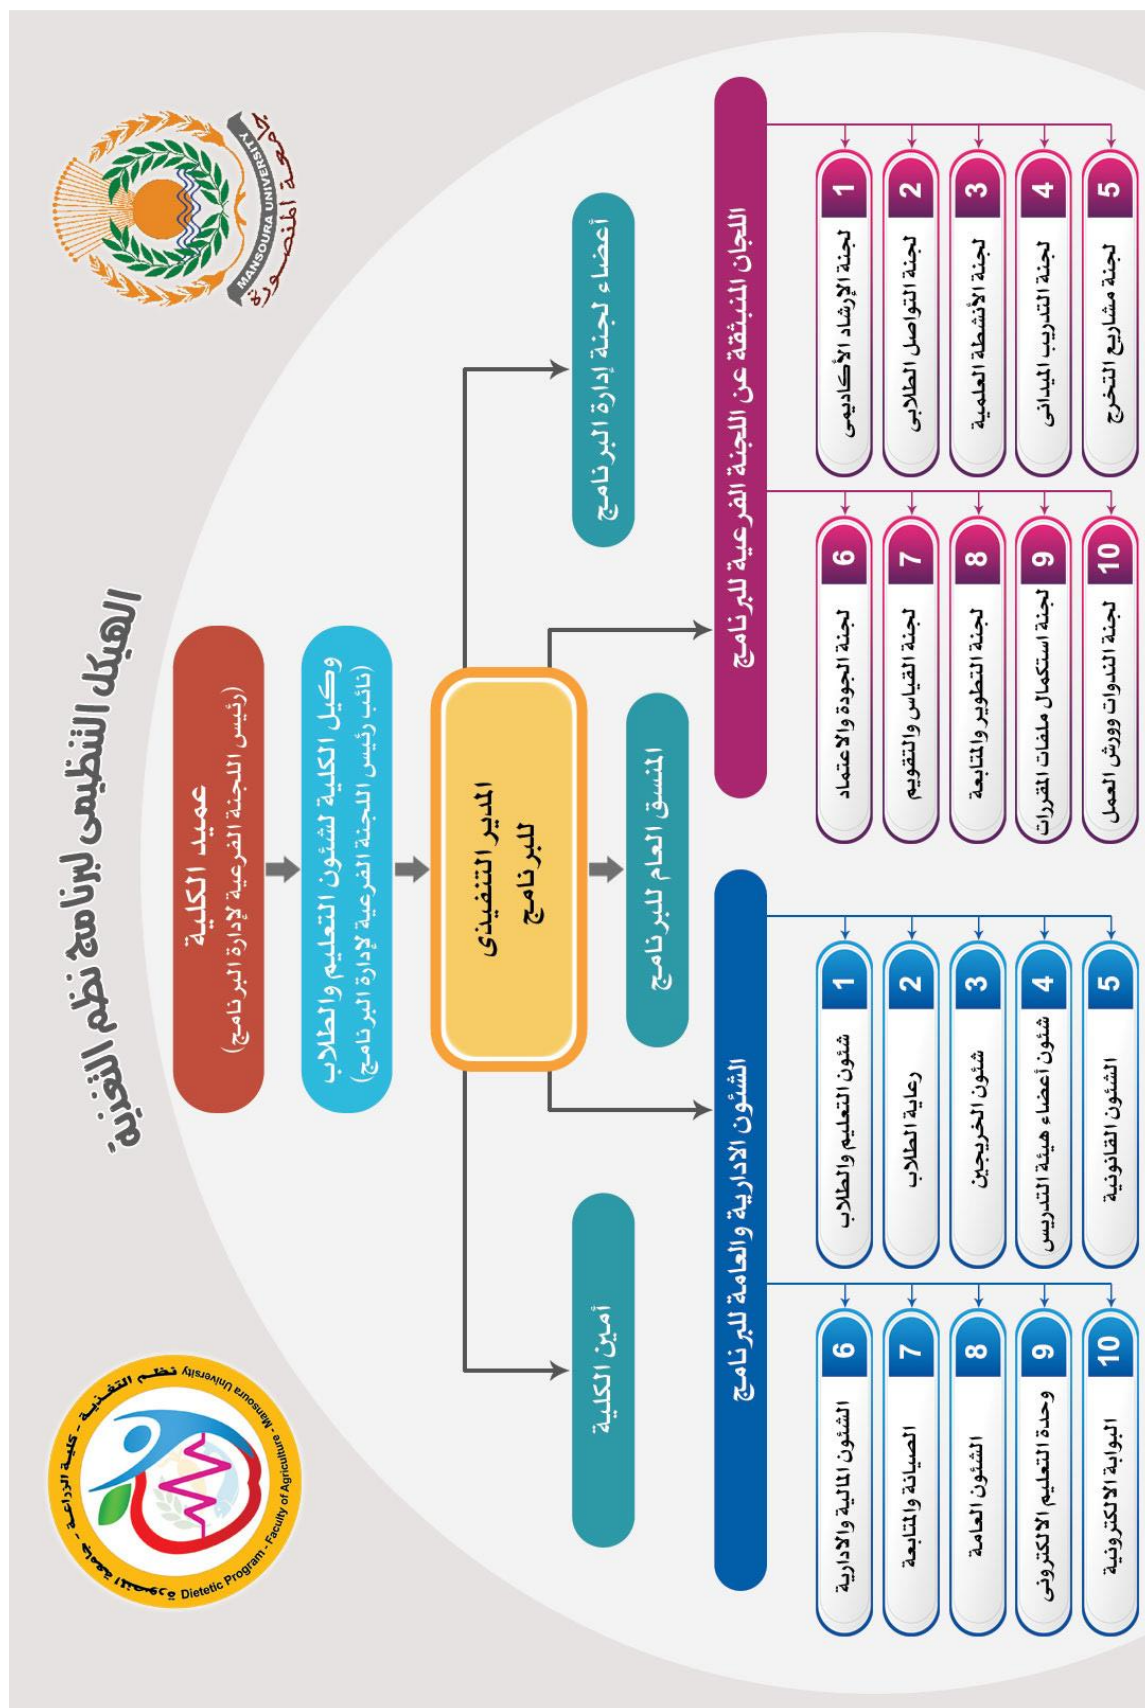 الهيكل التنظيمى لبرنامج نظم التغذية
جامعة المنصورة
MANSOURA UNIVERSITY
نظم التغذية - كلية الزراعة - جامعة المنصورة
Dietetic Program - Faculty of Agriculture - Mansoura University
عميد الكلية
(رئيس اللجنة الفرعية لإدارة البرنامج)
وكيل الكلية لشئون التعليم والطلاب
(نائب رئيس اللجنة الفرعية لإدارة البرنامج)
المدير التنفيذى
للبرنامج
أعضاء لجنة إدارة البرنامج
المنسق العام للبرنامج
أمين الكلية
اللجان المنبثقة عن اللجنة الفرعية للبرنامج
1 لجنة الإرشاد الأكاديمى
2 لجنة التواصل الطلابى
3 لجنة الأنشطة العلمية
4 لجنة التدريب الميدانى
5 لجنة مشاريع التخرج
6 لجنة الجودة والاعتماد
7 لجنة القياس والتقويم
8 لجنة التطوير والمتابعة
9 لجنة استكمال ملفات المقررات
10 لجنة الندوات وورش العمل
الشئون الادارية والعامة للبرنامج
1 شئون التعليم والطلاب
2 رعاية الطلاب
3 شئون الخريجين
4 شئون أعضاء هيئة التدريس
5 الشئون القانونية
6 الشئون المالية والادارية
7 الصيانة والمتابعة
8 الشئون العامة
9 وحدة التعليم الالكترونى
10 البوابة الالكترونية